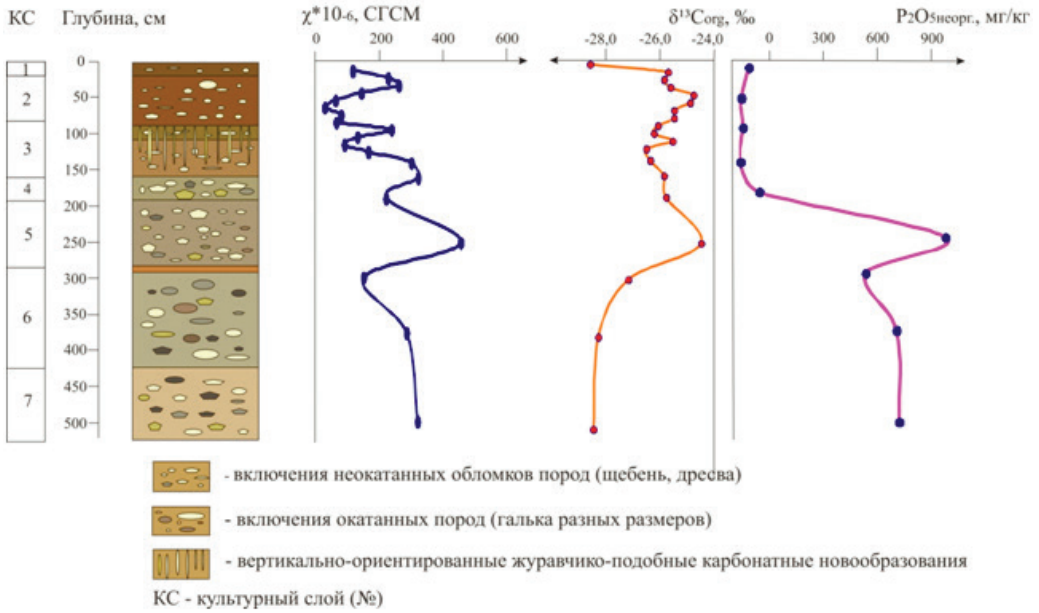 КС Глубина, см χ*10-6, СГСМ δ¹³Corg, ‰ P₂O₅неорг., мг/кг
0 200 400 600
-28,0 -26,0 -24,0
0 300 600 900
0
50
100
150
200
250
300
350
400
450
500
1
2
3
4
5
6
7
- включения неокатанных обломков пород (щебень, дресва)
- включения окатанных пород (галька разных размеров)
- вертикально-ориентированные журавчико-подобные карбонатные новообразования
КС - культурный слой (№)